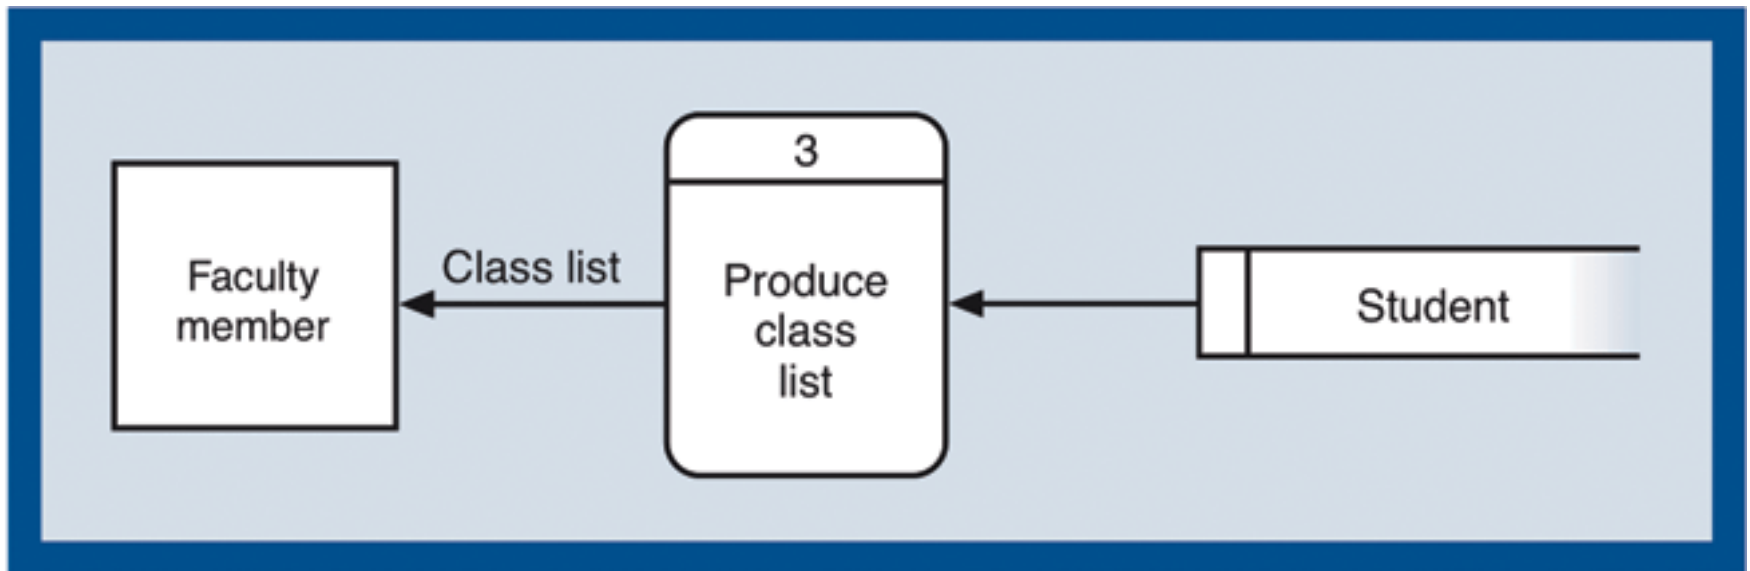 Faculty
member
Class list
3
Produce
class
list
Student